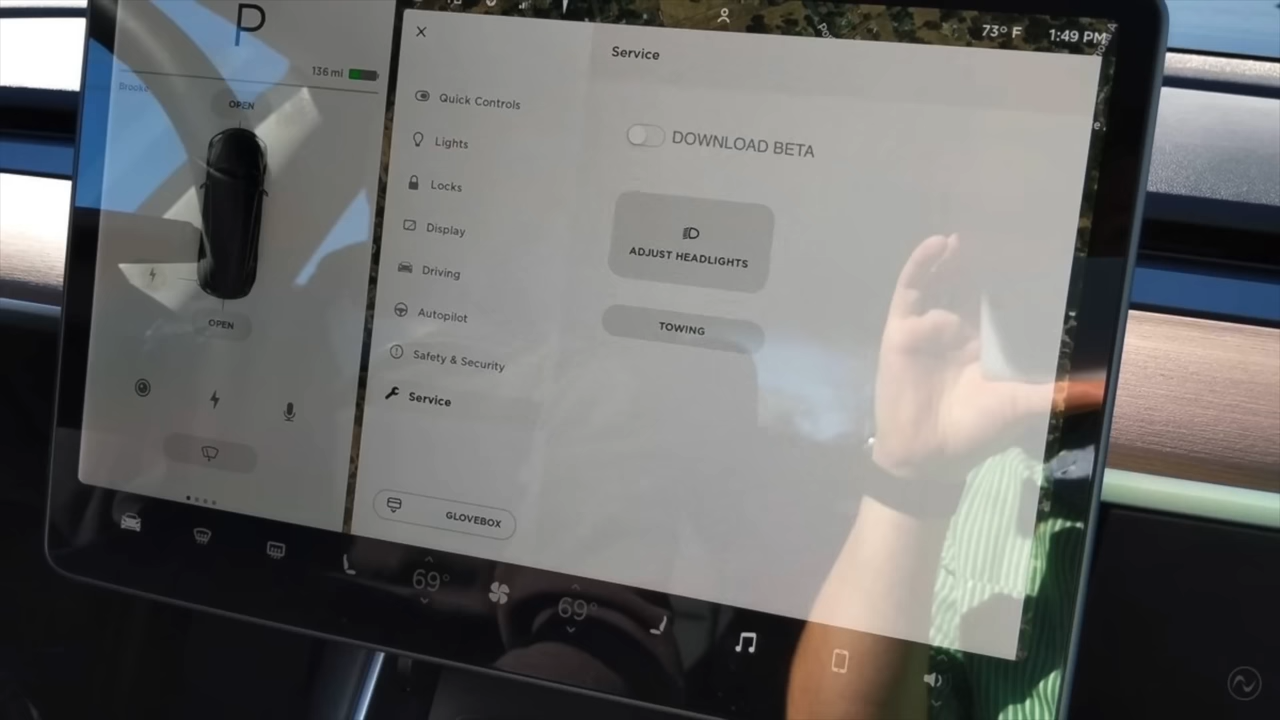 P
136 mi
Brooke
OPEN
OPEN
73° F
1:49 PM
Service
Quick Controls
Lights
Locks
Display
Driving
Autopilot
Safety & Security
Service
GLOVEBOX
DOWNLOAD BETA
ADJUST HEADLIGHTS
TOWING
69°
69°